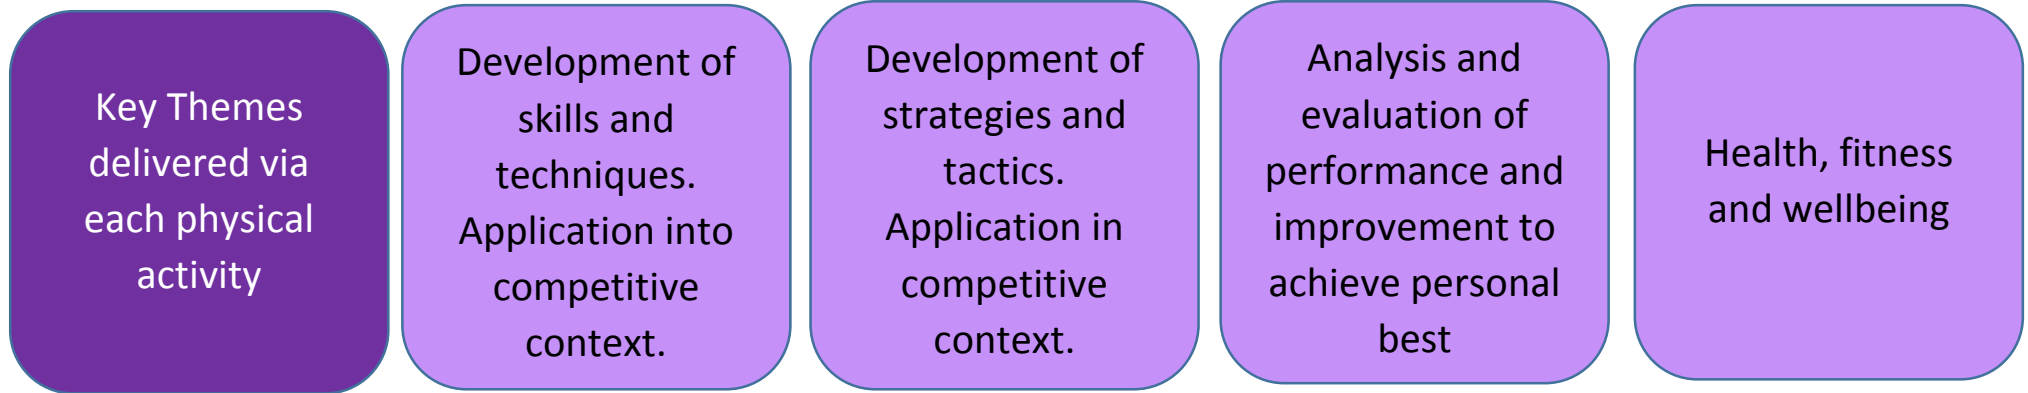 Key Themes
delivered via
each physical
activity
Development of
skills and
techniques.
Application into
competitive
context.
Development of
strategies and
tactics.
Application in
competitive
context.
Analysis and
evaluation of
performance and
improvement to
achieve personal
best
Health, fitness
and wellbeing